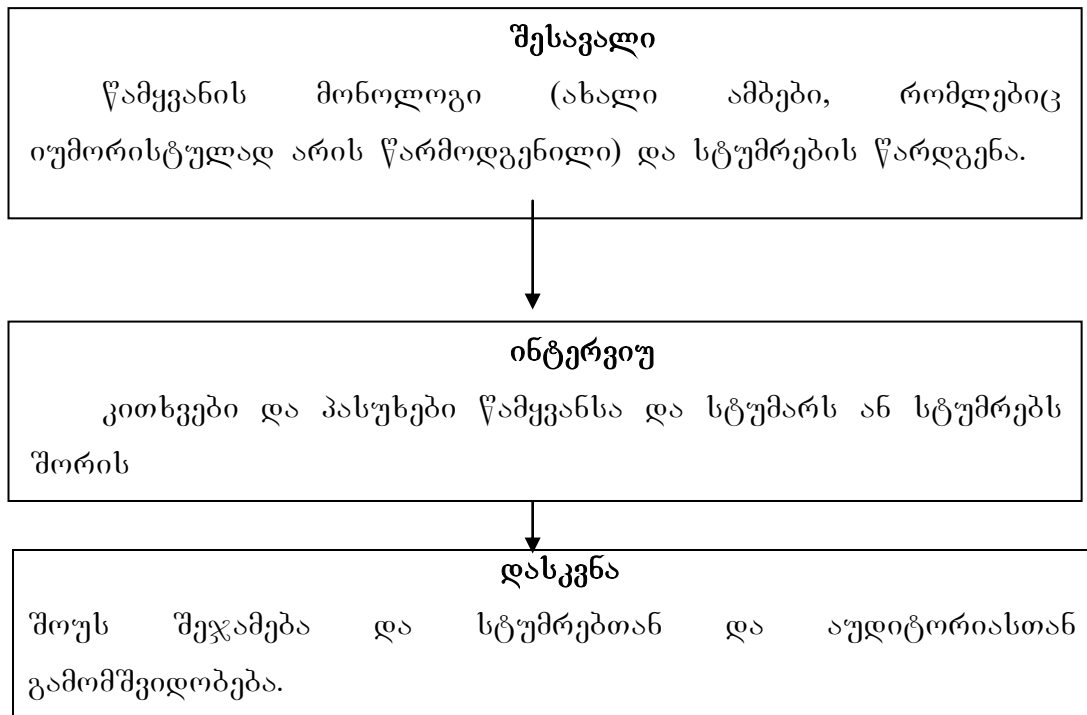 შესავალი
წამყვანის მონოლოგი (ახალი ამბები, რომლებიც
იუმორისტულად არის წარმოდგენილი) და სტუმრების წარდგენა.
ინტერვიუ
კითხვები და პასუხები წამყვანსა და სტუმარს ან სტუმრებს
შორის
დასკვნა
შოუს შეჯამება და სტუმრებთან და აუდიტორიასთან
გამომშვიდობება.